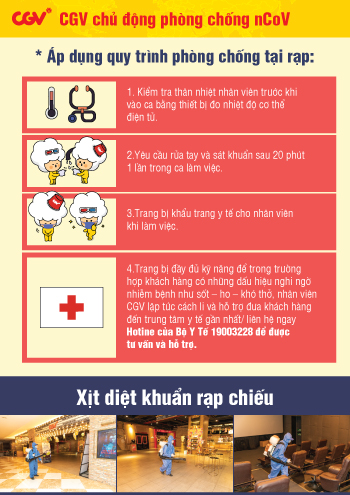 CGV CGV chủ động phòng chống nCoV
* Áp dụng quy trình phòng chống tại rạp:
1. Kiểm tra thân nhiệt nhân viên trước khi
vào ca bằng thiết bị đo nhiệt độ cơ thể
điện tử.
2.Yêu cầu rửa tay và sát khuẩn sau 20 phút
1 lần trong ca làm việc.
3.Trang bị khẩu trang y tế cho nhân viên
khi làm việc.
4.Trang bị đầy đủ kỹ năng để trong trường
hợp khách hàng có những dấu hiệu nghi ngờ
nhiễm bệnh như sốt – ho – khó thở, nhân viên
CGV lập tức cách li và hỗ trợ đưa khách hàng
đến trung tâm y tế gần nhất/ liên hệ ngay
Hotine của Bộ Y Tế 19003228 để được
tư vấn và hỗ trợ.
Xịt diệt khuẩn rạp chiếu